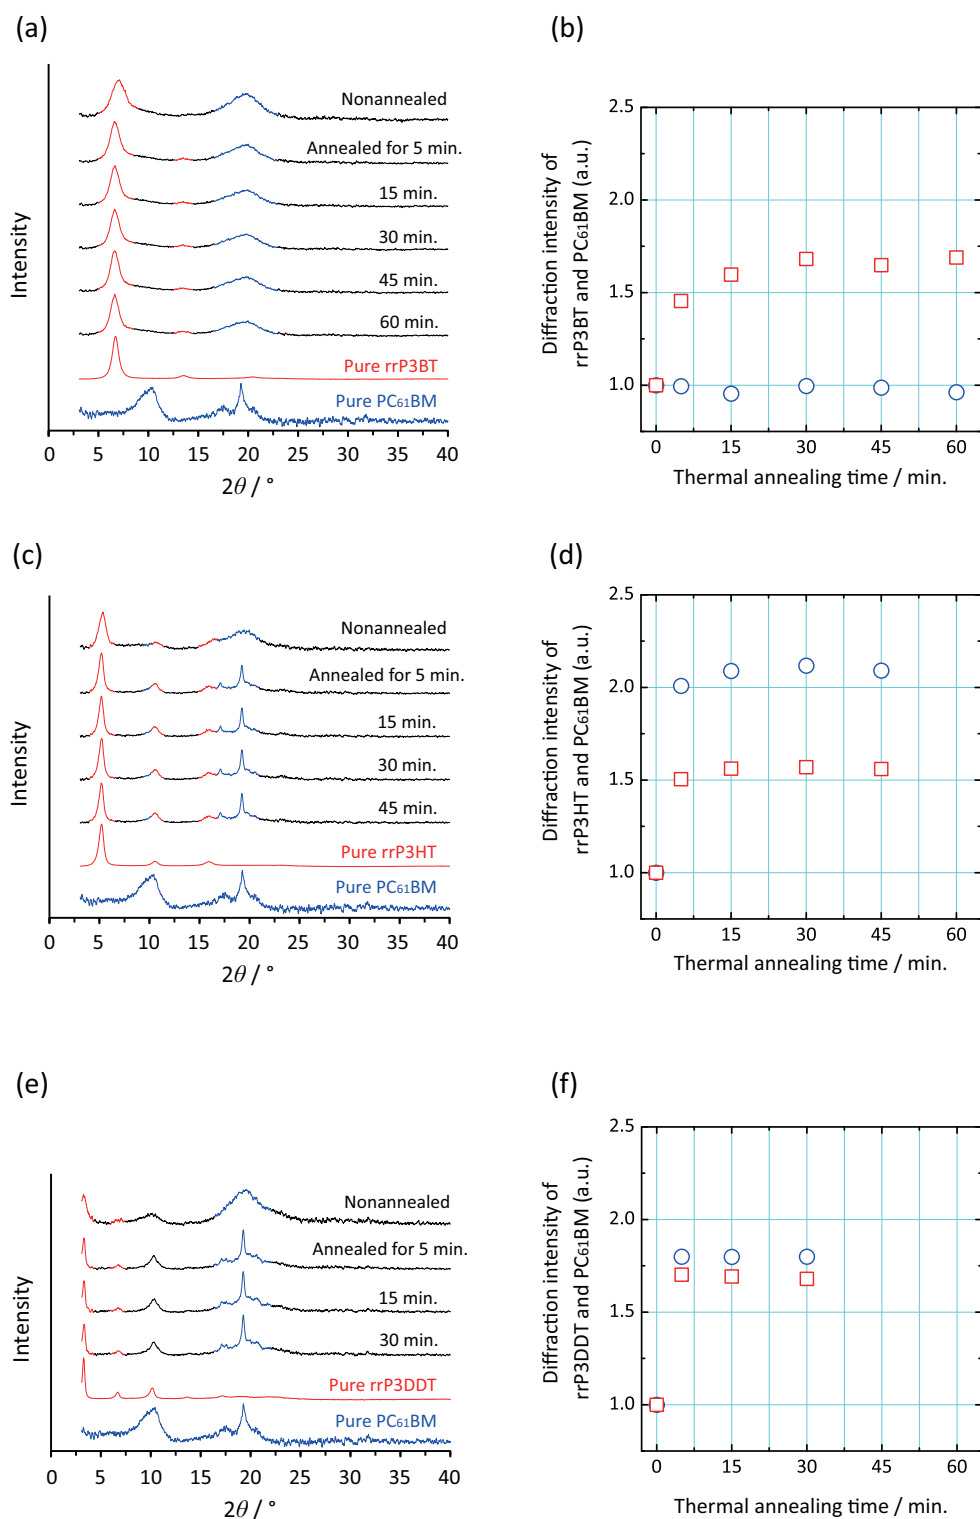 (a)
Intensity
Nonannealed
Annealed for 5 min.
15 min.
30 min.
45 min.
60 min.
Pure rrP3BT
Pure PC₆₁BM
0 5 10 15 20 25 30 35 40
2θ / °
(b)
Diffraction intensity of
rrP3BT and PC₆₁BM (a.u.)
2.5
2.0
1.5
1.0
0 15 30 45 60
Thermal annealing time / min.
(c)
Intensity
Nonannealed
Annealed for 5 min.
15 min.
30 min.
45 min.
Pure rrP3HT
Pure PC₆₁BM
0 5 10 15 20 25 30 35 40
2θ / °
(d)
Diffraction intensity of
rrP3HT and PC₆₁BM (a.u.)
2.5
2.0
1.5
1.0
0 15 30 45 60
Thermal annealing time / min.
(e)
Intensity
Nonannealed
Annealed for 5 min.
15 min.
30 min.
Pure rrP3DDT
Pure PC₆₁BM
0 5 10 15 20 25 30 35 40
2θ / °
(f)
Diffraction intensity of
rrP3DDT and PC₆₁BM (a.u.)
2.5
2.0
1.5
1.0
0 15 30 45 60
Thermal annealing time / min.